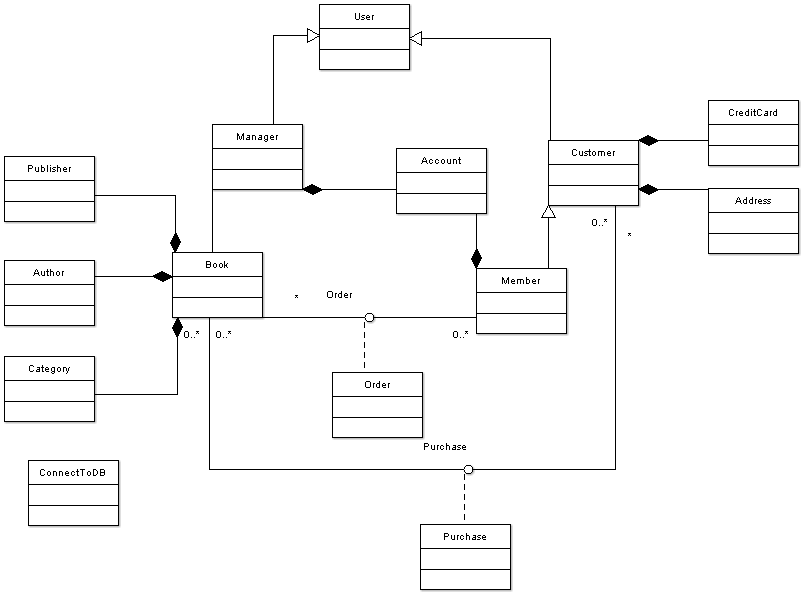 User
CreditCard
Manager
Customer
Account
Publisher
Address
0..*
*
Book
Author
Member
* Order
0..* 0..* 0..*
Category
Order
Purchase
ConnectToDB
Purchase